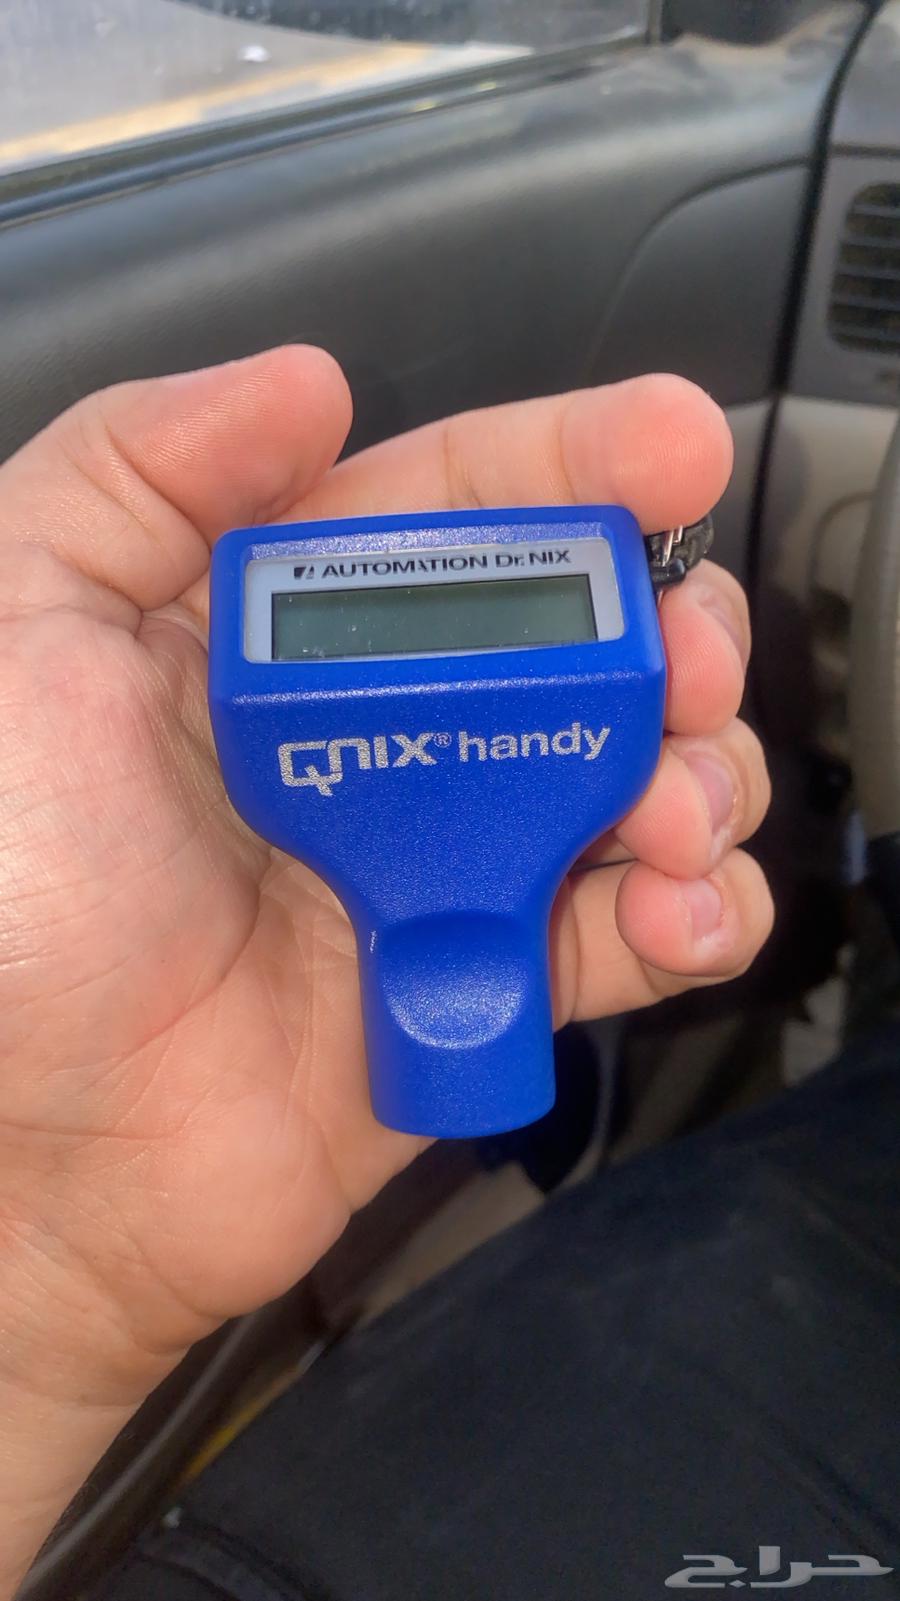 AUTOMATION Dr. NIX
QNIX® handy
حراج